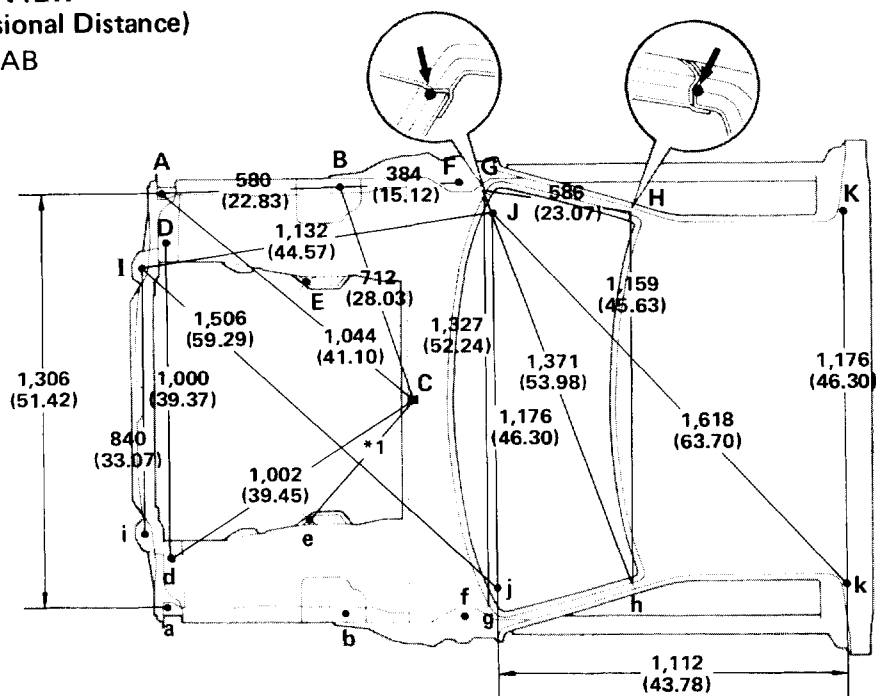 sional Distance)
AB
A
580
(22.83)
B
384
(15.12)
F
G
586
(23.07)
H
K
J
D
1,132
(44.57)
I
E
712
(28.03)
1,159
(45.63)
1,506
(59.29)
1,044
(41.10)
1,327
(52.24)
1,371
(53.98)
1,176
(46.30)
1,306
(51.42)
1,000
(39.37)
C
1,176
(46.30)
1,618
(63.70)
840
(33.07)
*1
1,002
(39.45)
i
e
d
j
h
k
a
b
f
g
1,112
(43.78)